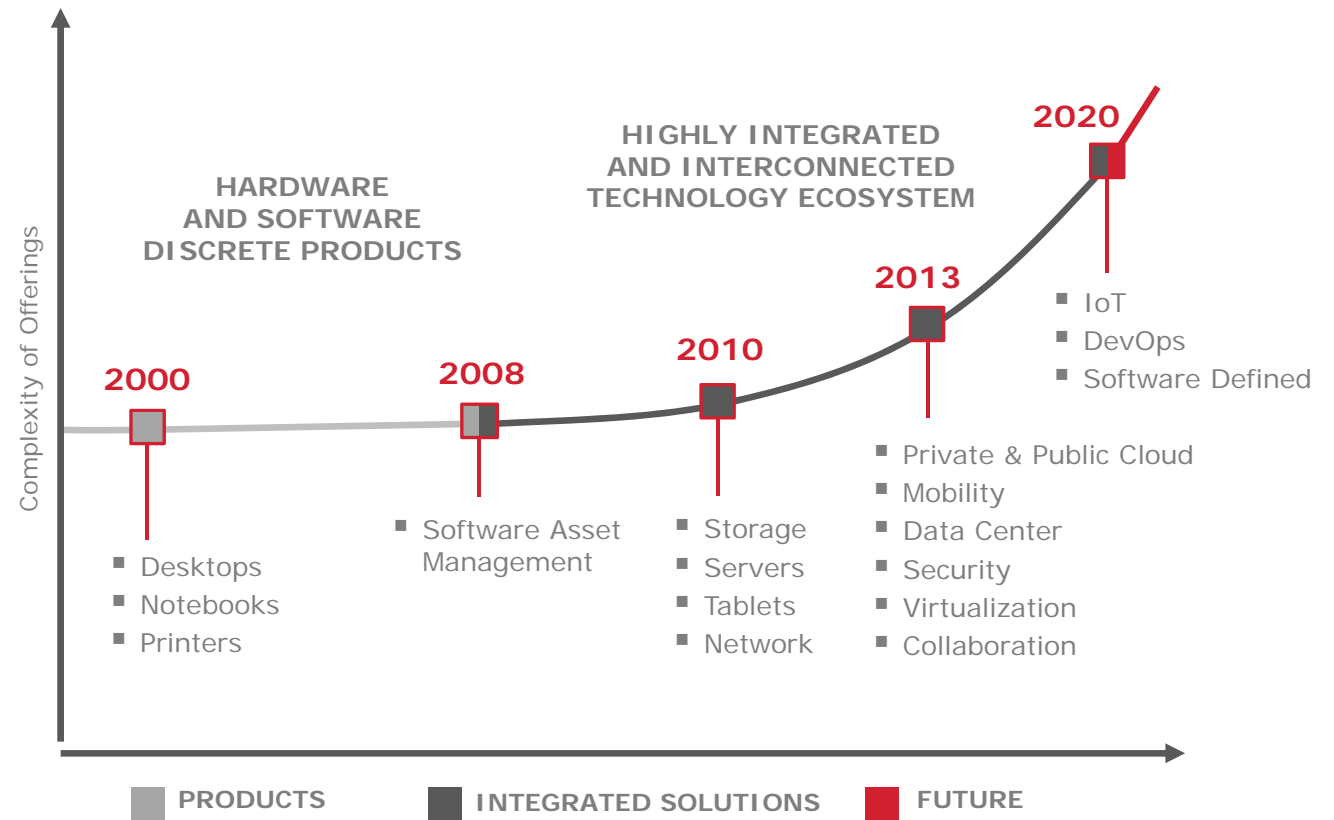 Complexity of Offerings
HARDWARE
AND SOFTWARE
DISCRETE PRODUCTS
HIGHLY INTEGRATED
AND INTERCONNECTED
TECHNOLOGY ECOSYSTEM
2000
Desktops
Notebooks
Printers
2008
Software Asset
Management
2010
Storage
Servers
Tablets
Network
2013
Private & Public Cloud
Mobility
Data Center
Security
Virtualization
Collaboration
2020
IoT
DevOps
Software Defined
PRODUCTS
INTEGRATED SOLUTIONS
FUTURE